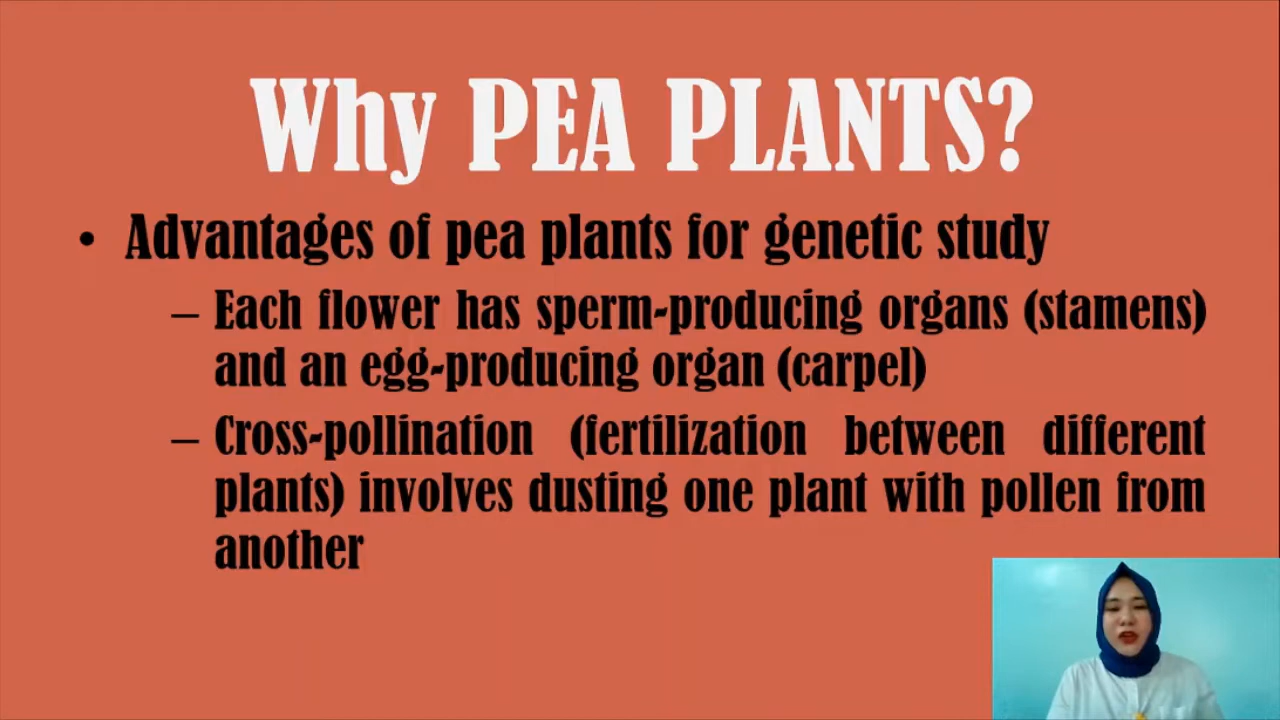 Why PEA PLANTS?
• Advantages of pea plants for genetic study
– Each flower has sperm-producing organs (stamens)
and an egg-producing organ (carpel)
– Cross-pollination (fertilization between different
plants) involves dusting one plant with pollen from
another